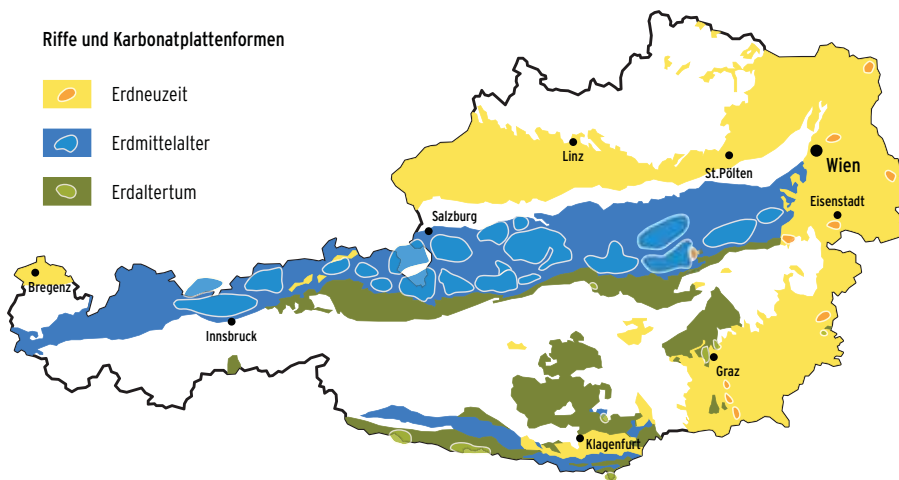 Riffe und Karbonatplattenformen
Erdneuzeit
Erdmittelalter
Erdaltertum
Linz
St.Pölten
Wien
Eisenstadt
Salzburg
Bregenz
Innsbruck
Graz
Klagenfurt